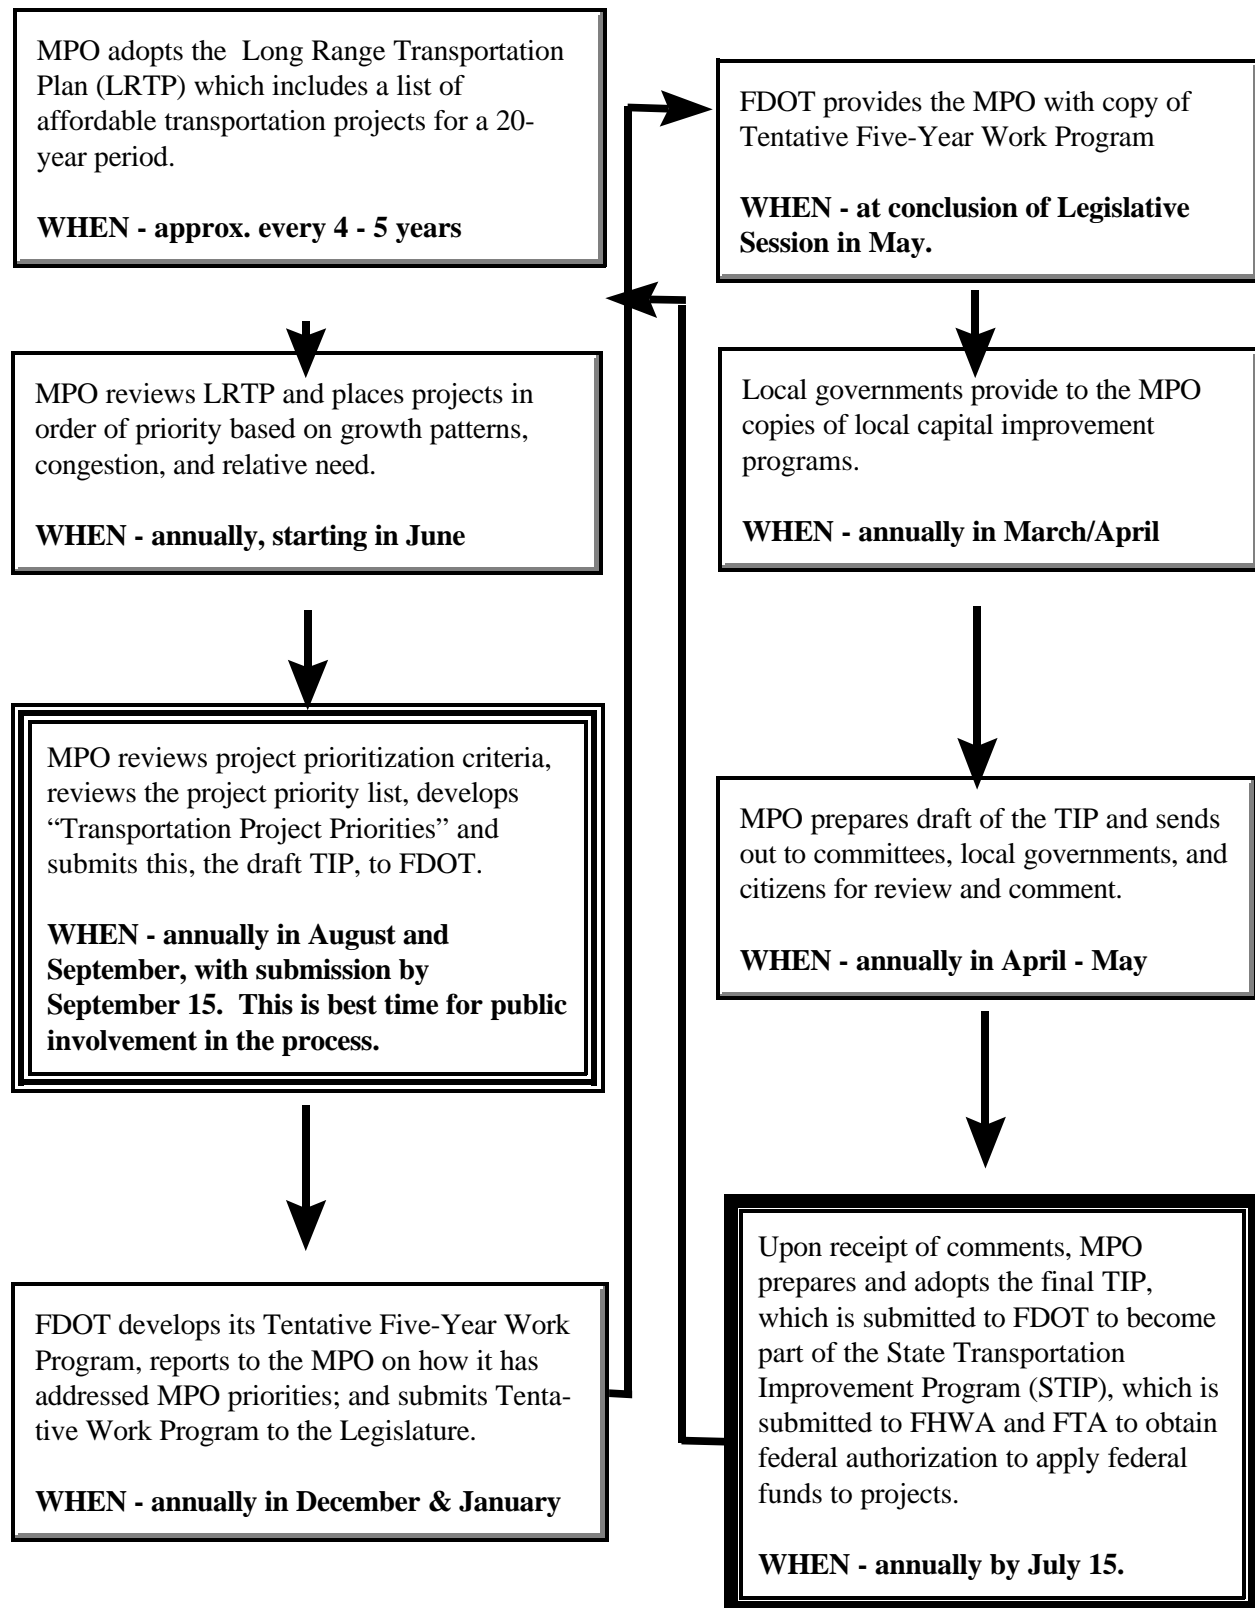 MPO adopts the  Long Range Transportation
Plan (LRTP) which includes a list of
affordable transportation projects for a 20-
year period.
WHEN - approx. every 4 - 5 years
MPO reviews LRTP and places projects in
order of priority based on growth patterns,
congestion, and relative need.
WHEN - annually, starting in June
MPO reviews project prioritization criteria,
reviews the project priority list, develops
“Transportation Project Priorities” and
submits this, the draft TIP, to FDOT.
WHEN - annually in August and
September, with submission by
September 15.  This is best time for public
involvement in the process.
FDOT develops its Tentative Five-Year Work
Program, reports to the MPO on how it has
addressed MPO priorities; and submits Tenta-
tive Work Program to the Legislature.
WHEN - annually in December & January
FDOT provides the MPO with copy of
Tentative Five-Year Work Program
WHEN - at conclusion of Legislative
Session in May.
Local governments provide to the MPO
copies of local capital improvement
programs.
WHEN - annually in March/April
MPO prepares draft of the TIP and sends
out to committees, local governments, and
citizens for review and comment.
WHEN - annually in April - May
Upon receipt of comments, MPO
prepares and adopts the final TIP,
which is submitted to FDOT to become
part of the State Transportation
Improvement Program (STIP), which is
submitted to FHWA and FTA to obtain
federal authorization to apply federal
funds to projects.
WHEN - annually by July 15.